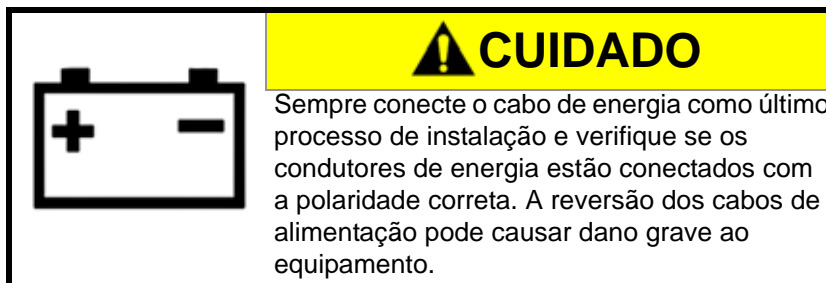 CUIDADO
Sempre conecte o cabo de energia como último
processo de instalação e verifique se os
condutores de energia estão conectados com
a polaridade correta. A reversão dos cabos de
alimentação pode causar dano grave ao
equipamento.